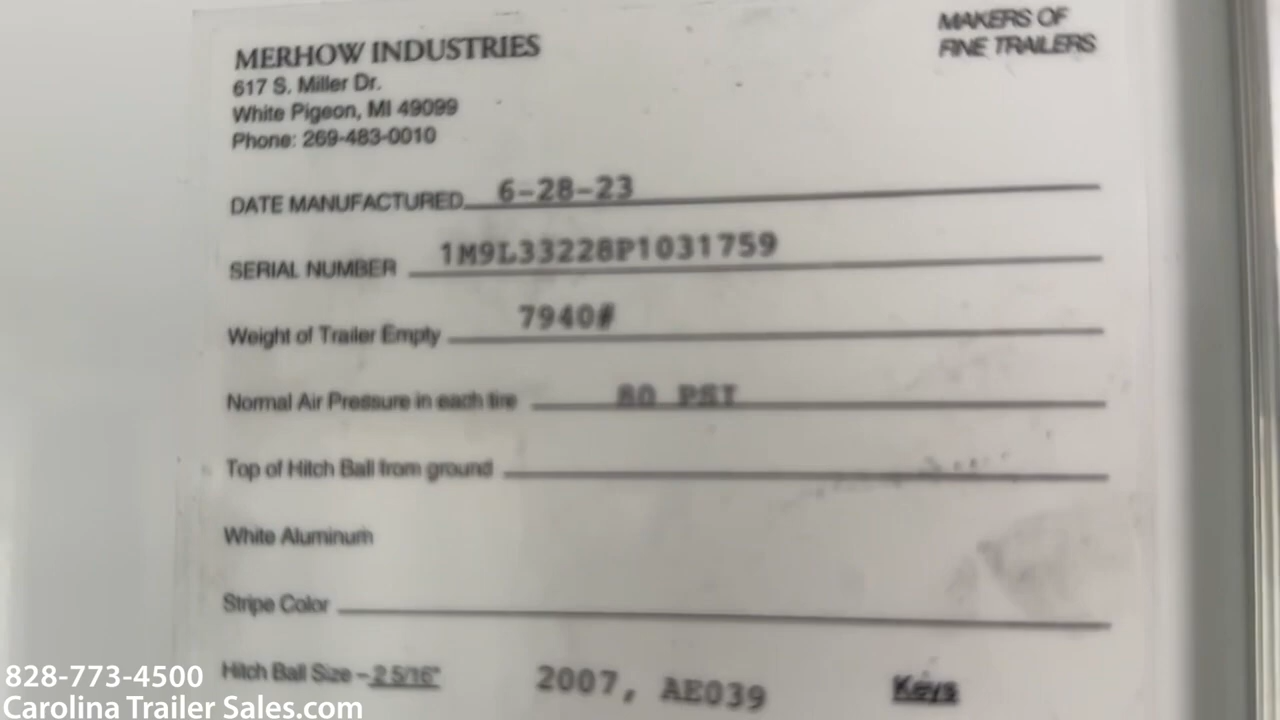 MERHOW INDUSTRIES
MAKERS OF
FINE TRAILERS
617 S. Miller Dr.
White Pigeon, MI 49099
Phone: 269-483-0010
DATE MANUFACTURED 6-28-23
SERIAL NUMBER 1M9L33228P1031759
Weight of Trailer Empty 7940#
Normal Air Pressure in each tire 80 PSI
Top of Hitch Ball from ground
White Aluminum
Stripe Color
Hitch Ball Size - 2 5/16" 2007, AE039 Keys
828-773-4500
Carolina Trailer Sales.com